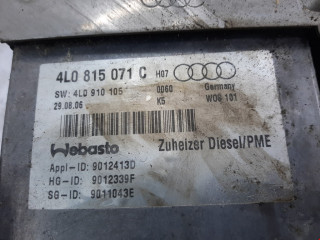 4L0 815 071 C H07
SW: 4L0 910 105 0060 Germany
29.08.06 K5 WOB 101
Webasto Zuheizer Diesel/PME
Appl-ID: 9012413D
HG-ID: 9012339F
SG-ID: 9011043E